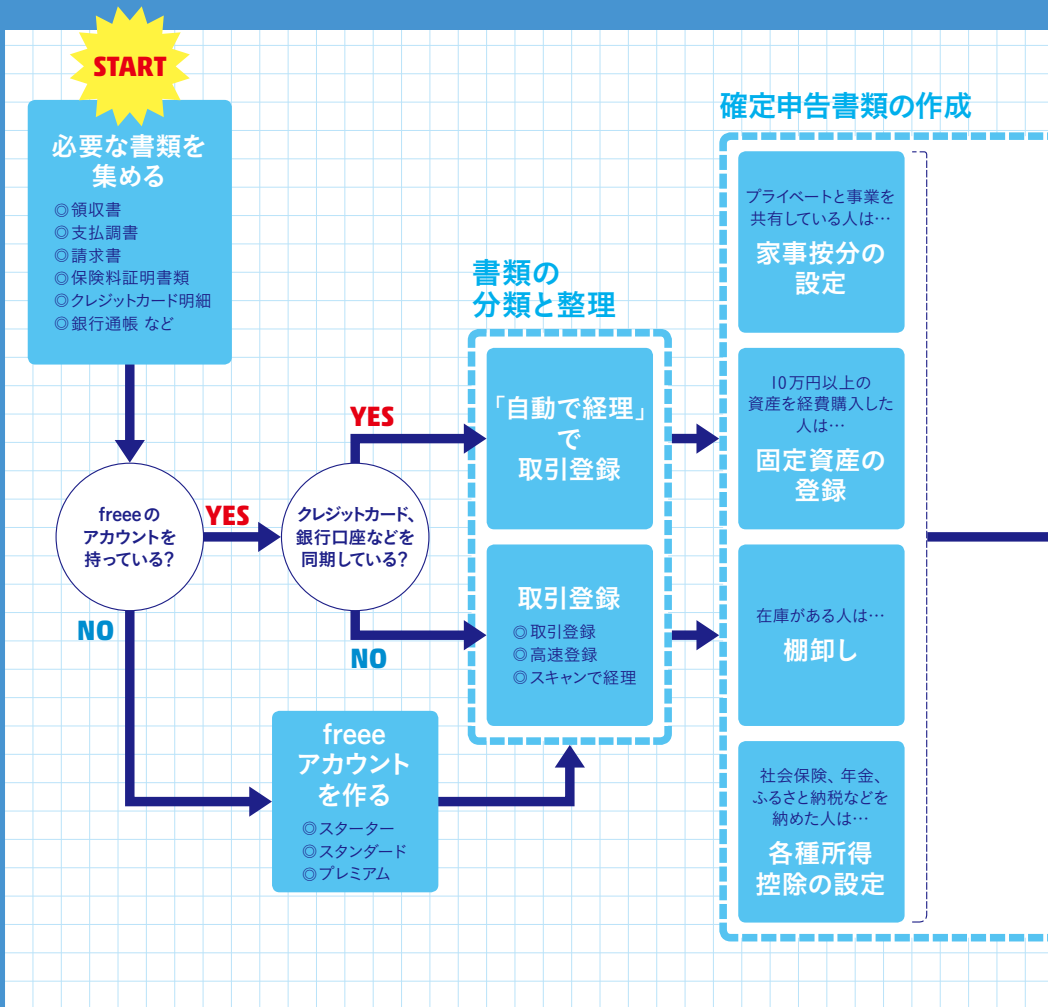 START
必要な書類を
集める
◎領収書
◎支払調書
◎請求書
◎保険料証明書類
◎クレジットカード明細
◎銀行通帳 など
freeeの
アカウントを
持っている?
YES
NO
クレジットカード、
銀行口座などを
同期している?
YES
NO
freee
アカウント
を作る
◎スターター
◎スタンダード
◎プレミアム
書類の
分類と整理
「自動で経理」
で
取引登録
取引登録
◎取引登録
◎高速登録
◎スキャンで経理
確定申告書類の作成
プライベートと事業を
共有している人は…
家事按分の
設定
10万円以上の
資産を経費購入した
人は…
固定資産の
登録
在庫がある人は…
棚卸し
社会保険、年金、
ふるさと納税などを
納めた人は…
各種所得
控除の設定